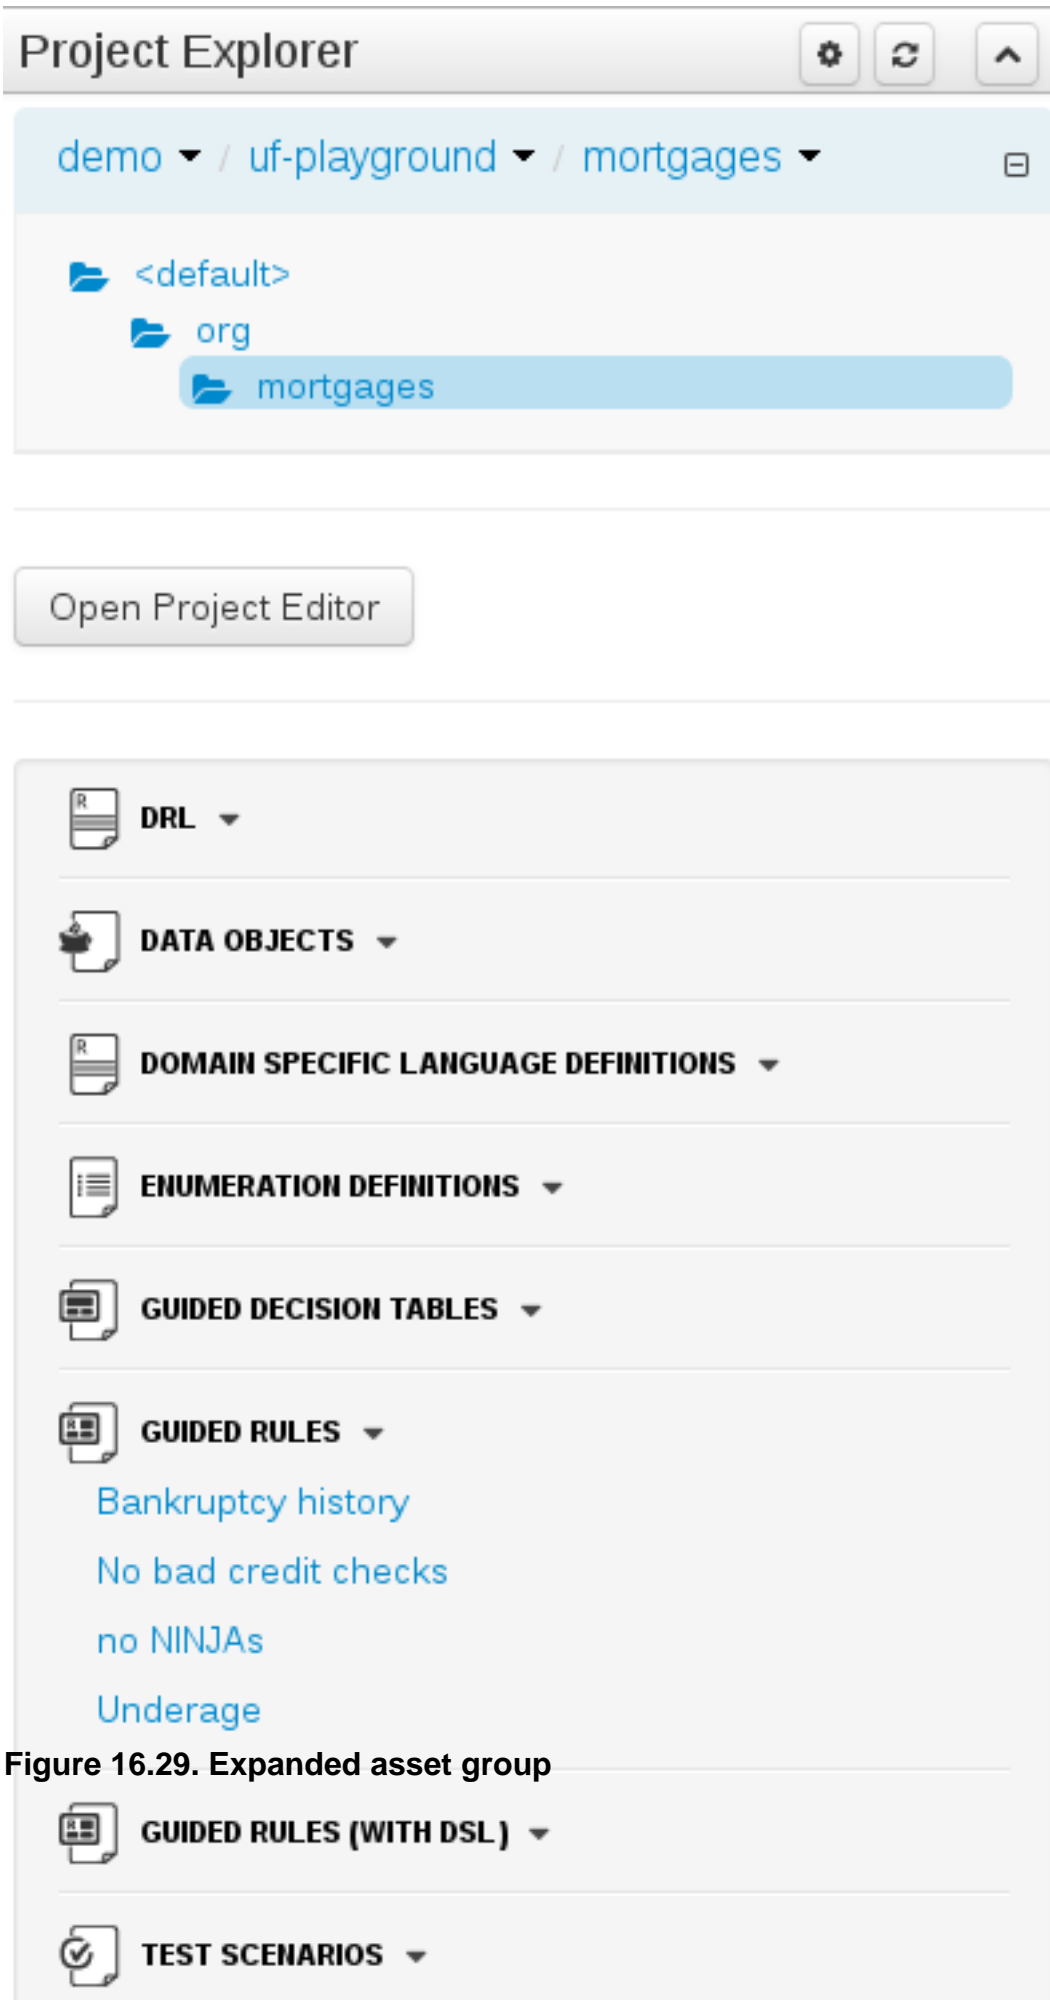 Project Explorer
demo / uf-playground / mortgages
<default>
org
mortgages
Open Project Editor
R
DRL
DATA OBJECTS
R
DOMAIN SPECIFIC LANGUAGE DEFINITIONS
ENUMERATION DEFINITIONS
GUIDED DECISION TABLES
R
GUIDED RULES
Bankruptcy history
No bad credit checks
no NINJAs
Underage
Figure 16.29. Expanded asset group
R
GUIDED RULES (WITH DSL)
TEST SCENARIOS